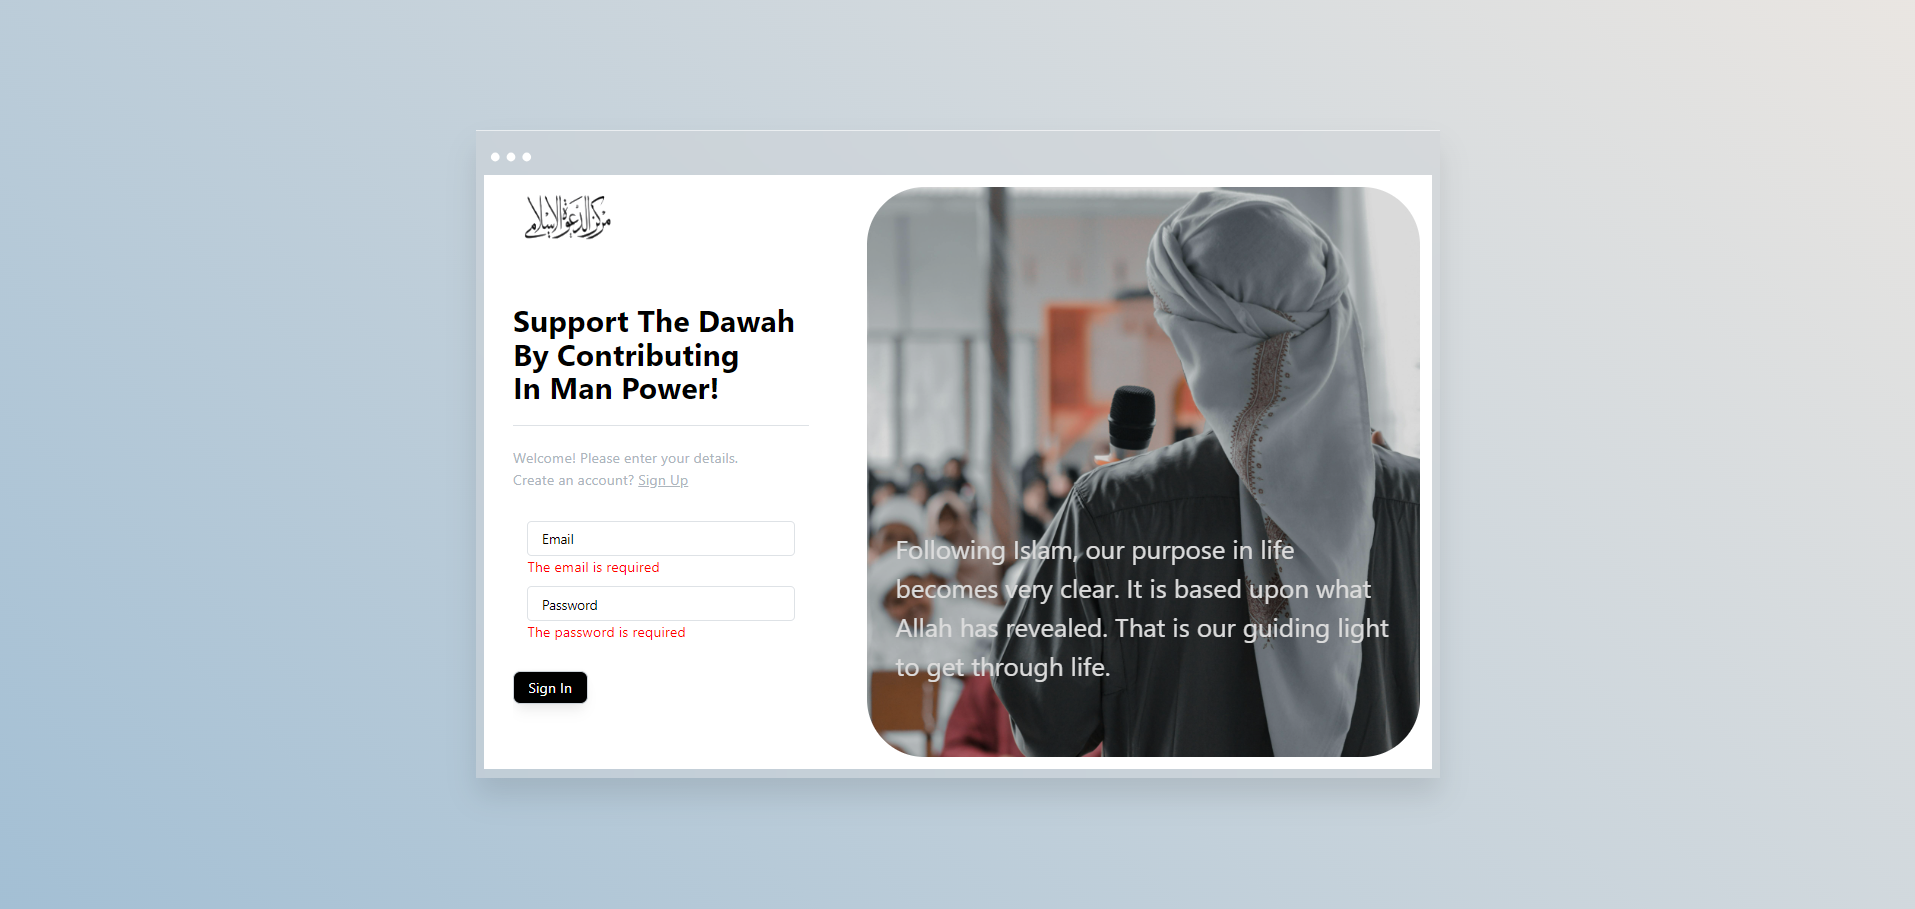 مركز الدعوة الإسلامي
Support The Dawah
By Contributing
In Man Power!
Welcome! Please enter your details.
Create an account? Sign Up
Email
The email is required
Password
The password is required
Sign In
Following Islam, our purpose in life
becomes very clear. It is based upon what
Allah has revealed. That is our guiding light
to get through life.